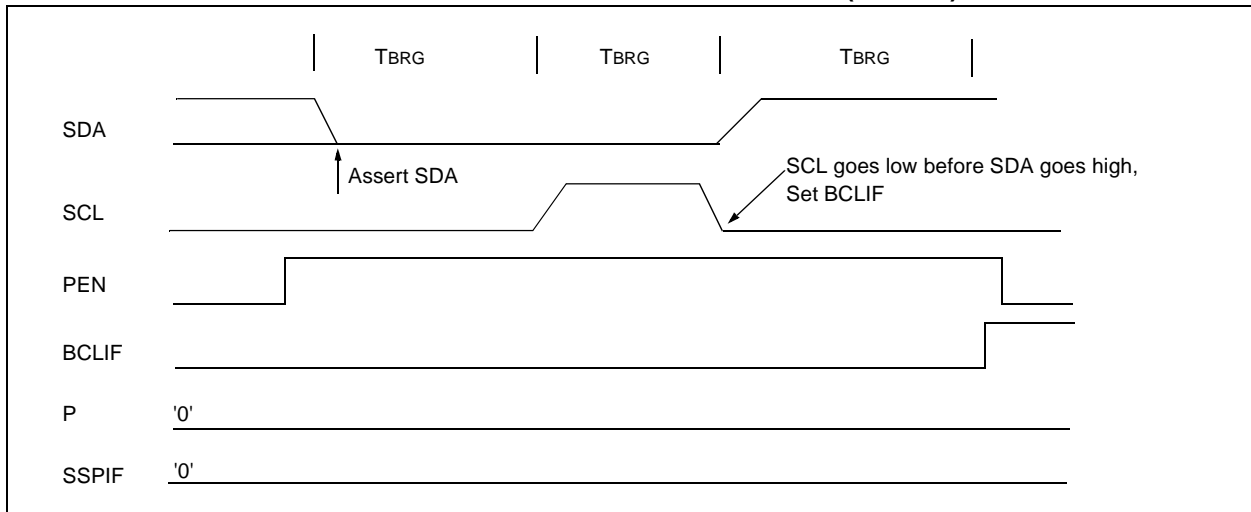 TBRG TBRG TBRG
SDA
Assert SDA
SCL goes low before SDA goes high,
Set BCLIF
SCL
PEN
BCLIF
P '0'
SSPIF '0'